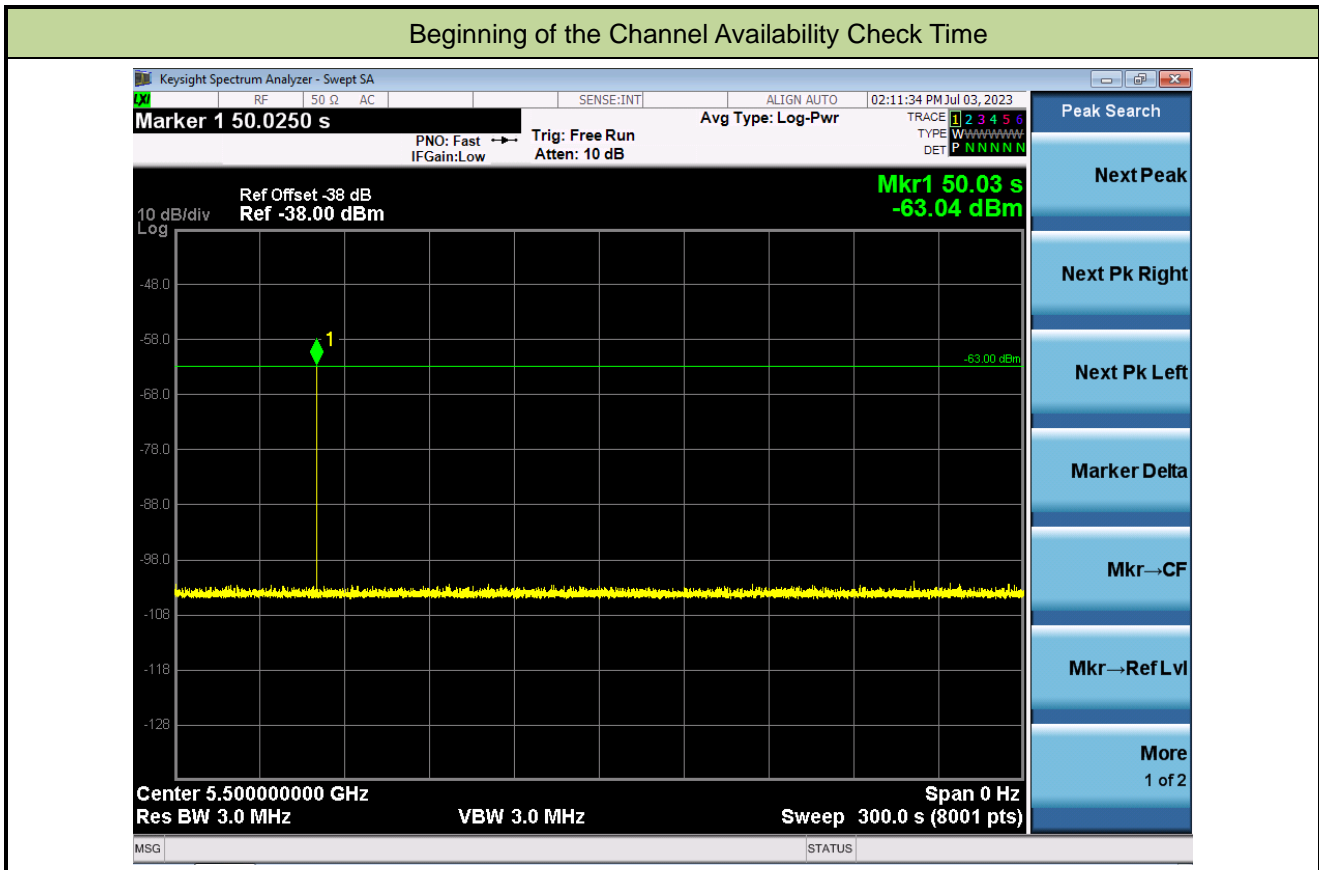 Beginning of the Channel Availability Check Time
Keysight Spectrum Analyzer - Swept SA
LXI RF 50 Ω AC SENSE:INT ALIGN AUTO 02:11:34 PM Jul 03, 2023
Marker 1 50.0250 s
PNO: Fast
IFGain:Low
Trig: Free Run
Atten: 10 dB
Avg Type: Log-Pwr
TRACE 1 2 3 4 5 6
TYPE WWWWWW
DET P N N N N N
Peak Search
Next Peak
Next Pk Right
Next Pk Left
Marker Delta
Mkr→CF
Mkr→Ref Lvl
More
1 of 2
Mkr1 50.03 s
-63.04 dBm
Ref Offset -38 dB
10 dB/div Ref -38.00 dBm
Log
-48.0
-58.0
1
-63.00 dBm
-68.0
-78.0
-88.0
-98.0
-108
-118
-128
Center 5.500000000 GHz Span 0 Hz
Res BW 3.0 MHz VBW 3.0 MHz Sweep 300.0 s (8001 pts)
MSG STATUS